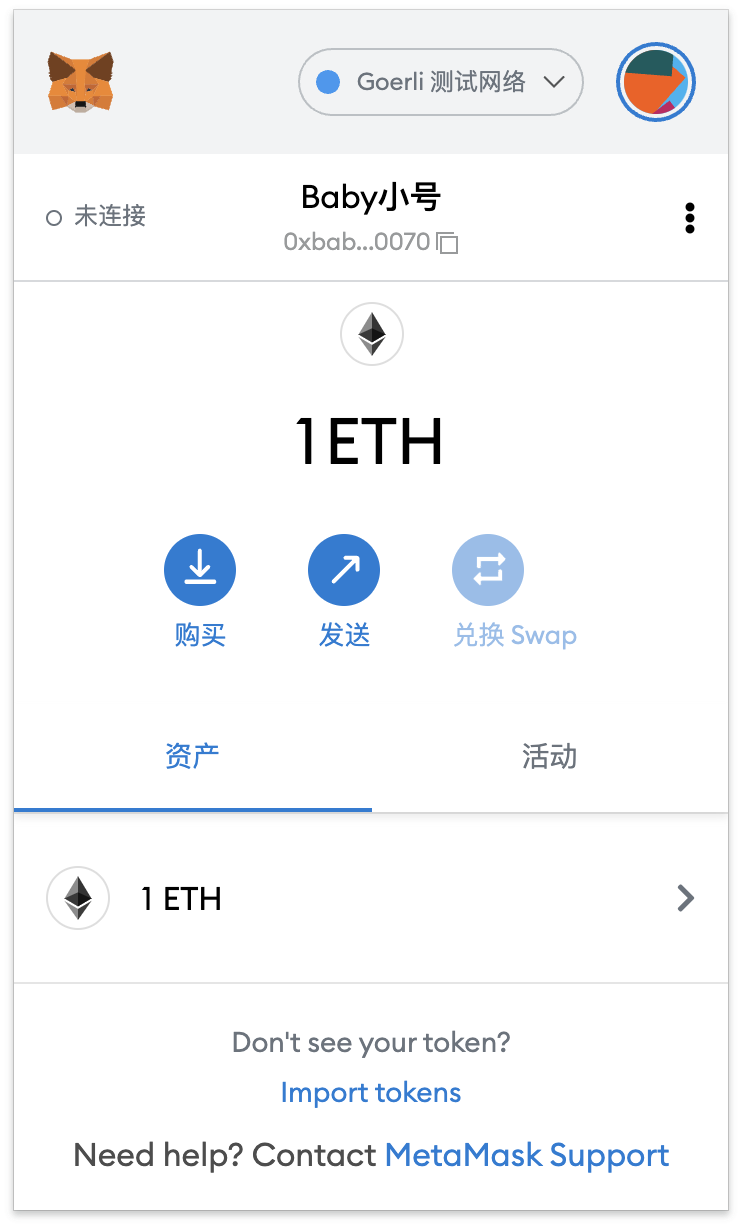 Goerli 测试网络
未连接
Baby小号
0xbab...0070
1 ETH
购买
发送
兑换 Swap
资产
活动
1 ETH
Don't see your token?
Import tokens
Need help? Contact MetaMask Support